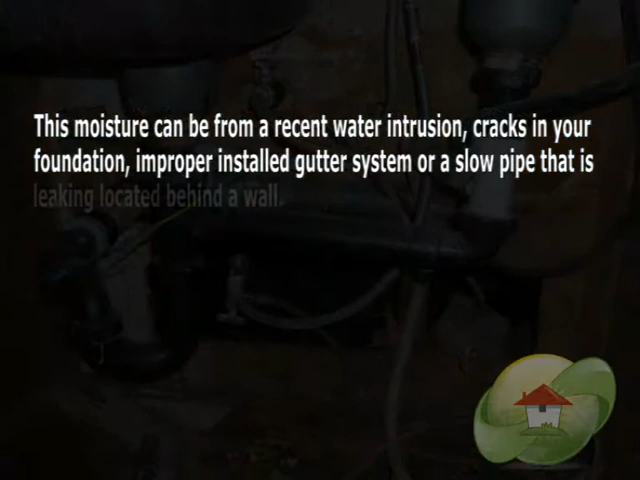 This moisture can be from a recent water intrusion, cracks in your
foundation, improper installed gutter system or a slow pipe that is
leaking located behind a wall.